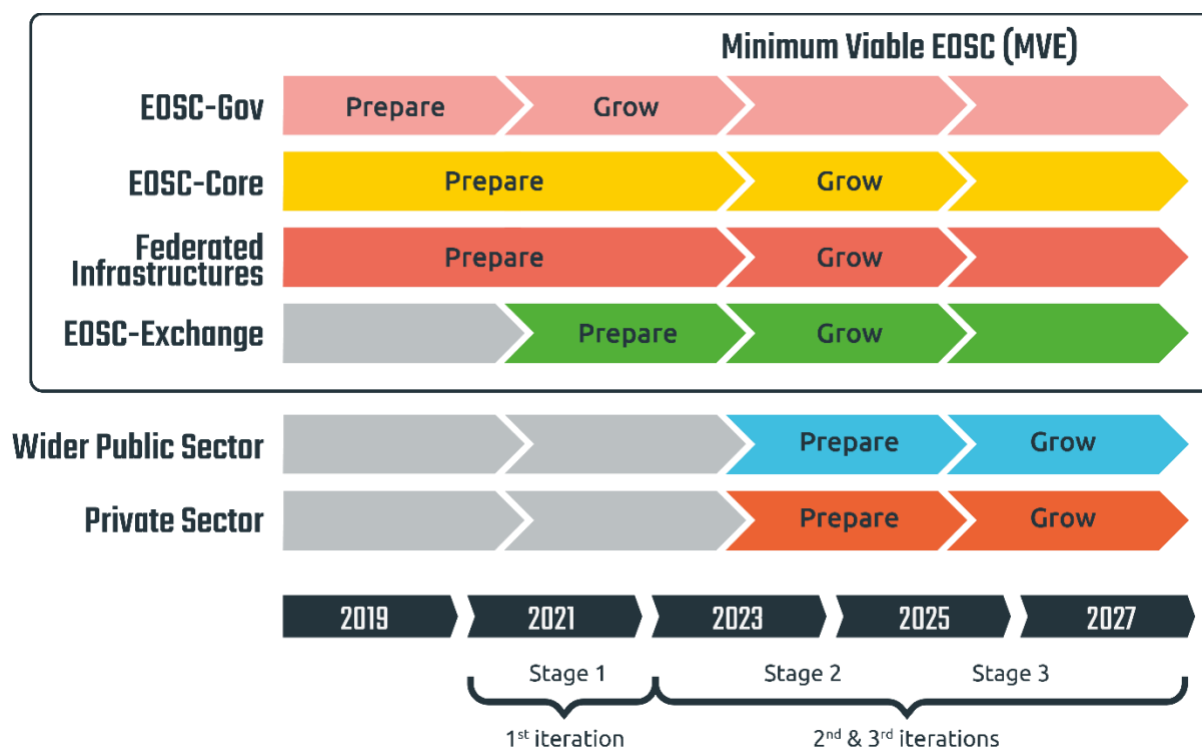 Minimum Viable EOSC (MVE)
EOSC-Gov
Prepare
Grow
EOSC-Core
Prepare
Grow
Federated
Infrastructures
Prepare
Grow
EOSC-Exchange
Prepare
Grow
Wider Public Sector
Prepare
Grow
Private Sector
Prepare
Grow
2019
2021
2023
2025
2027
Stage 1
Stage 2
Stage 3
1st iteration
2nd & 3rd iterations